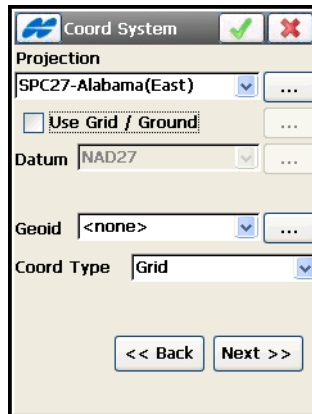 Coord System
Projection
SPC27-Alabama(East)
...
Use Grid / Ground
...
Datum NAD27
...
Geoid <none>
...
Coord Type Grid
<< Back Next >>